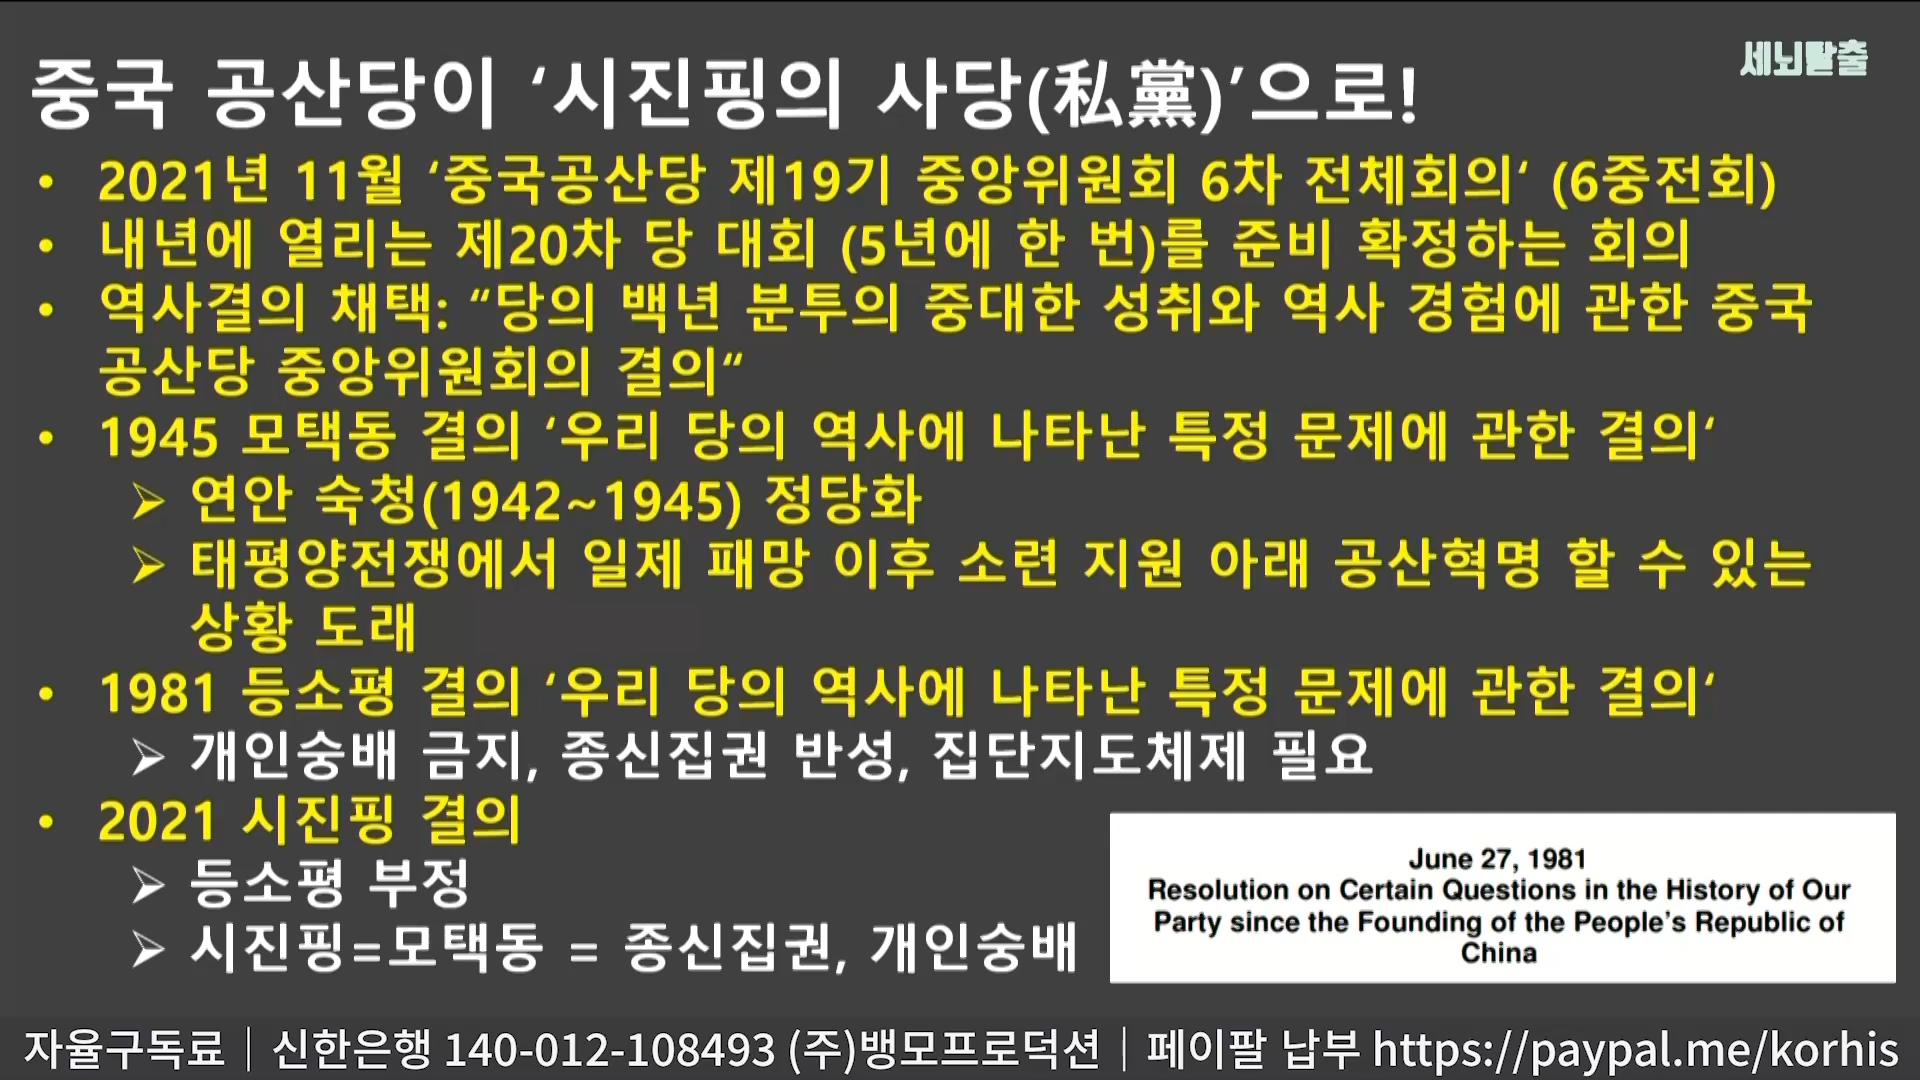 세뇌탈출
중국 공산당이 ‘시진핑의 사당(私黨)’으로!
• 2021년 11월 ‘중국공산당 제19기 중앙위원회 6차 전체회의‘ (6중전회)
• 내년에 열리는 제20차 당 대회 (5년에 한 번)를 준비 확정하는 회의
• 역사결의 채택: “당의 백년 분투의 중대한 성취와 역사 경험에 관한 중국
공산당 중앙위원회의 결의“
• 1945 모택동 결의 ‘우리 당의 역사에 나타난 특정 문제에 관한 결의‘
➢ 연안 숙청(1942~1945) 정당화
➢ 태평양전쟁에서 일제 패망 이후 소련 지원 아래 공산혁명 할 수 있는
상황 도래
• 1981 등소평 결의 ‘우리 당의 역사에 나타난 특정 문제에 관한 결의‘
➢ 개인숭배 금지, 종신집권 반성, 집단지도체제 필요
• 2021 시진핑 결의
➢ 등소평 부정
➢ 시진핑=모택동 = 종신집권, 개인숭배
June 27, 1981
Resolution on Certain Questions in the History of Our
Party since the Founding of the People’s Republic of
China
자율구독료│신한은행 140-012-108493 (주)뱅모프로덕션│페이팔 납부 https://paypal.me/korhis